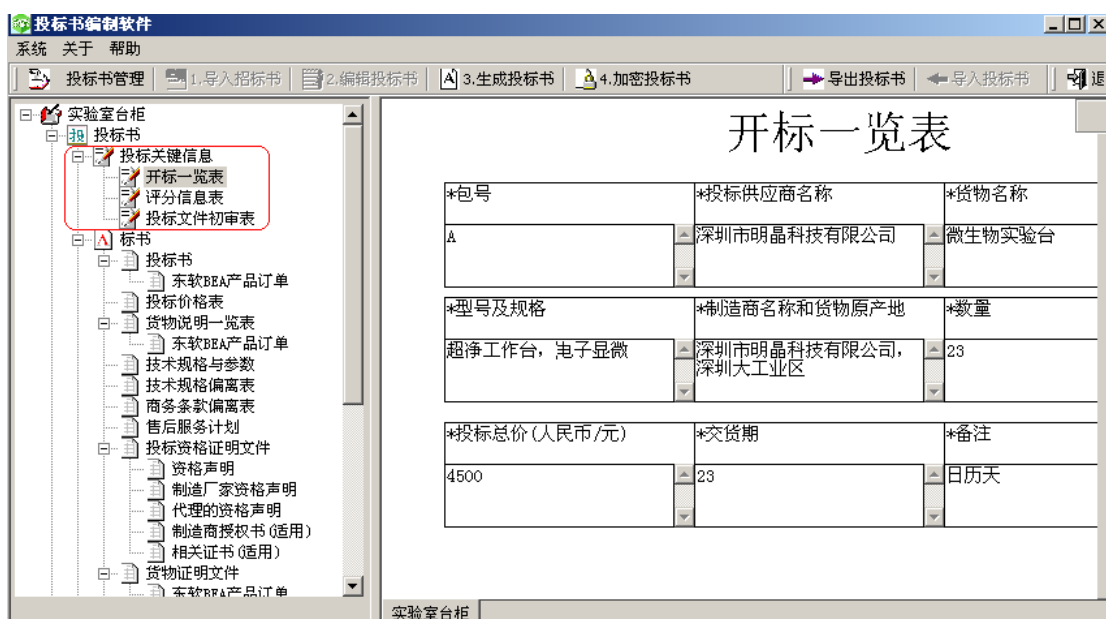 投标书编制软件
系统 关于 帮助
投标书管理 1.导入招标书 2.编辑投标书 A 3.生成投标书 4.加密投标书 导出投标书 导入投标书 退
实验室台柜
投标书
投标关键信息
开标一览表
评分信息表
投标文件初审表
标书
投标书
东软BEA产品订单
投标价格表
货物说明一览表
东软BEA产品订单
技术规格与参数
技术规格偏离表
商务条款偏离表
售后服务计划
投标资格证明文件
资格声明
制造厂家资格声明
代理的资格声明
制造商授权书(适用)
相关证书(适用)
货物证明文件
东软BEA产品订单
开标一览表
*包号 *投标供应商名称 *货物名称
A 深圳市明晶科技有限公司 微生物实验台
*型号及规格 *制造商名称和货物原产地 *数量
超净工作台，电子显微 深圳市明晶科技有限公司， 23
深圳大工业区
*投标总价(人民币/元) *交货期 *备注
4500 23 日历天
实验室台柜